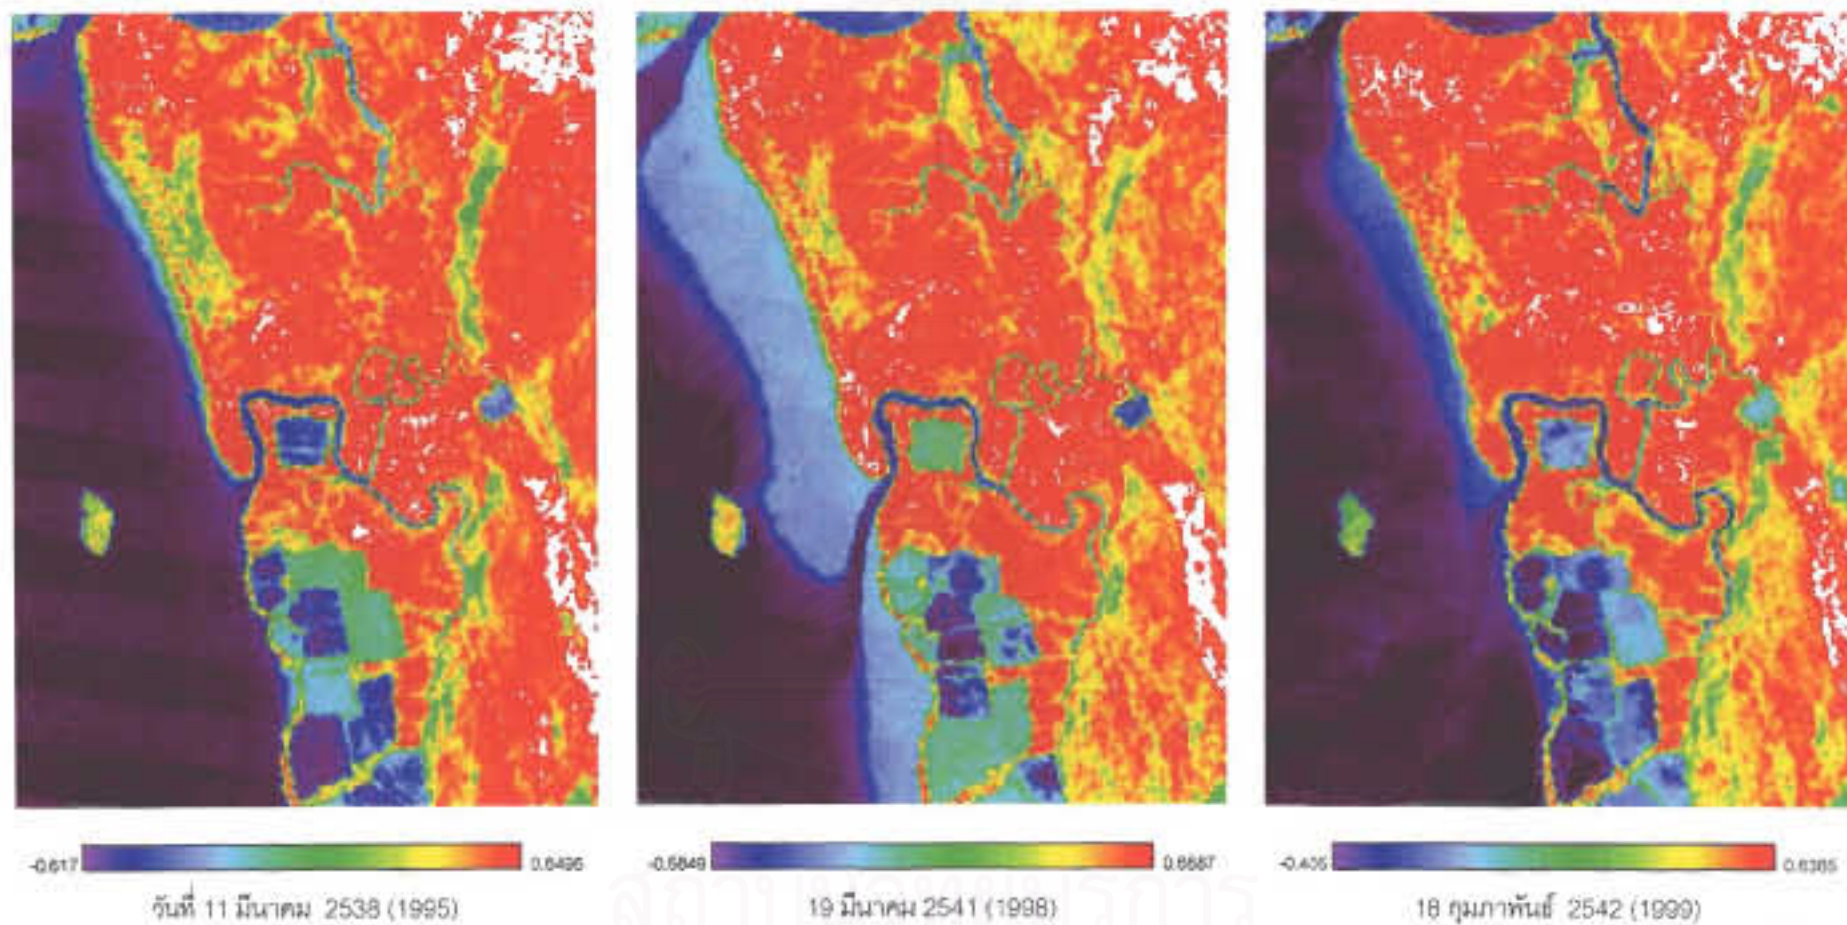 -0.617 0.6495
-0.5849 0.6687
-0.405 0.6365
วันที่ 11 มีนาคม 2538 (1995)
19 มีนาคม 2541 (1998)
18 กุมภาพันธ์ 2542 (1999)